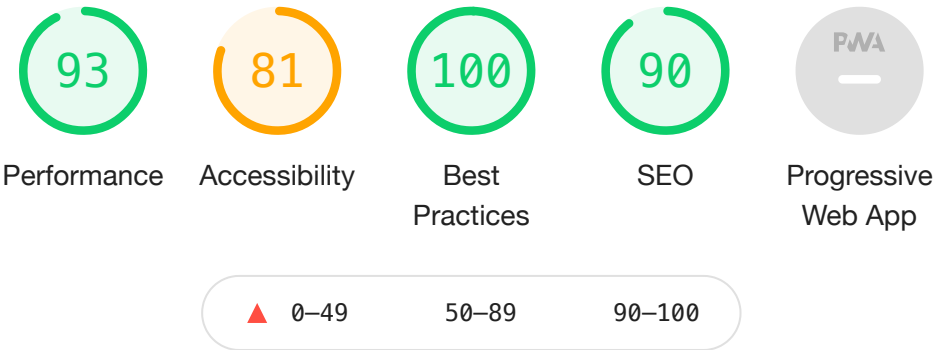 93 81 100 90 PWA
Performance Accessibility Best Practices SEO Progressive Web App
0–49 50–89 90–100